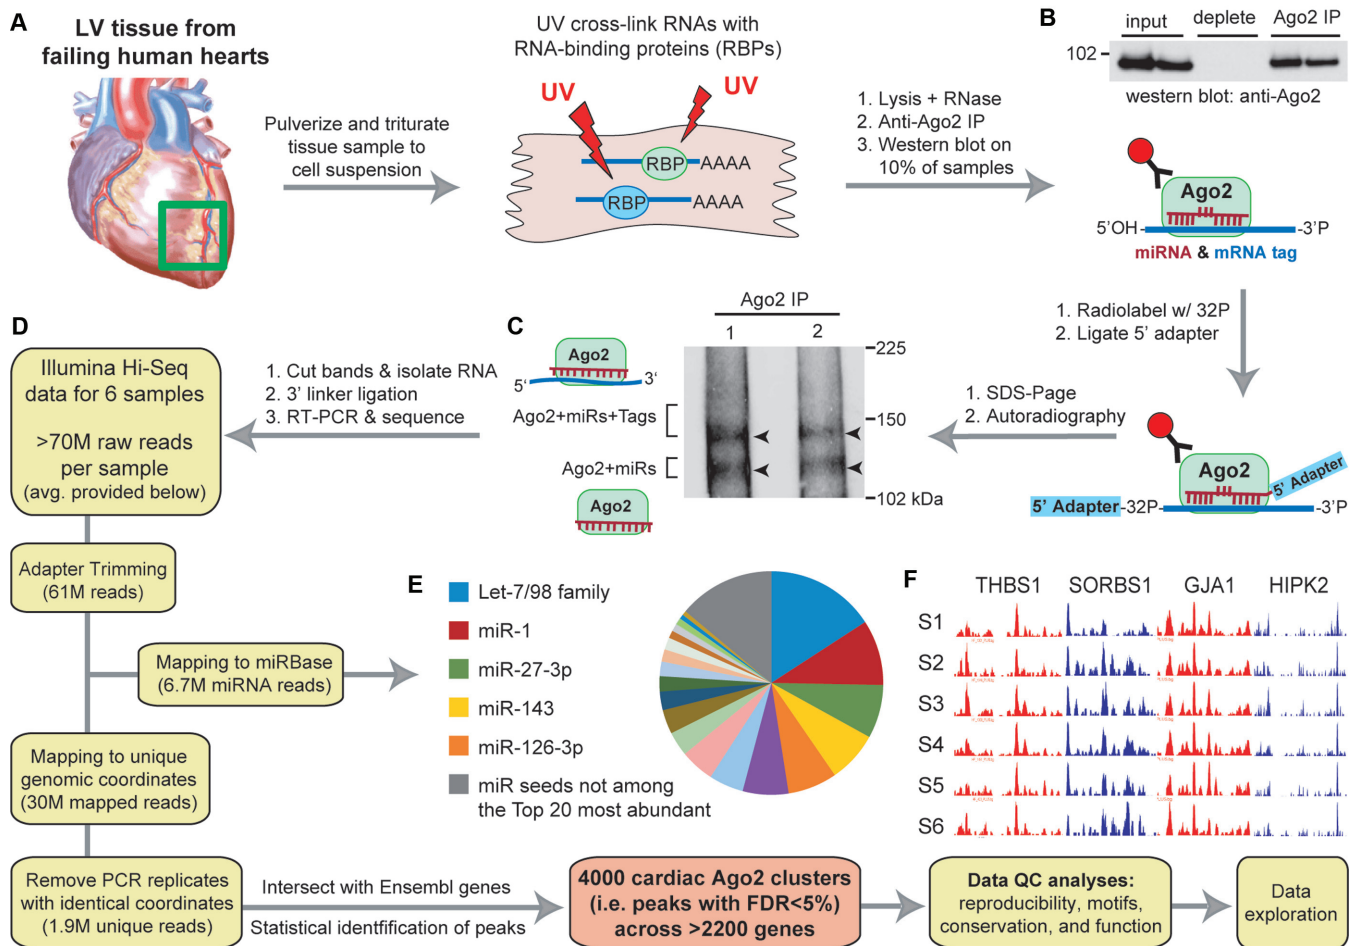 A
LV tissue from
failing human hearts
Pulverize and triturate
tissue sample to
cell suspension
UV cross-link RNAs with
RNA-binding proteins (RBPs)
UV
UV
RBP
AAAA
RBP
AAAA
1. Lysis + RNase
2. Anti-Ago2 IP
3. Western blot on
10% of samples
B
input
deplete
Ago2 IP
102
western blot: anti-Ago2
Ago2
5'OH
-3'P
miRNA & mRNA tag
1. Radiolabel w/ 32P
2. Ligate 5' adapter
Ago2
5' Adapter
5' Adapter
-32P-
-3'P
1. SDS-Page
2. Autoradiography
C
Ago2 IP
1
2
225
150
102 kDa
Ago2
5'
3'
Ago2+miRs+Tags
Ago2+miRs
Ago2
1. Cut bands & isolate RNA
2. 3' linker ligation
3. RT-PCR & sequence
D
Illumina Hi-Seq
data for 6 samples
>70M raw reads
per sample
(avg. provided below)
Adapter Trimming
(61M reads)
Mapping to miRBase
(6.7M miRNA reads)
Mapping to unique
genomic coordinates
(30M mapped reads)
Remove PCR replicates
with identical coordinates
(1.9M unique reads)
E
Let-7/98 family
miR-1
miR-27-3p
miR-143
miR-126-3p
miR seeds not among
the Top 20 most abundant
F
THBS1
SORBS1
GJA1
HIPK2
S1
S2
S3
S4
S5
S6
Intersect with Ensembl genes
Statistical identfification of peaks
4000 cardiac Ago2 clusters
(i.e. peaks with FDR<5%)
across >2200 genes
Data QC analyses:
reproducibility, motifs,
conservation, and function
Data
exploration